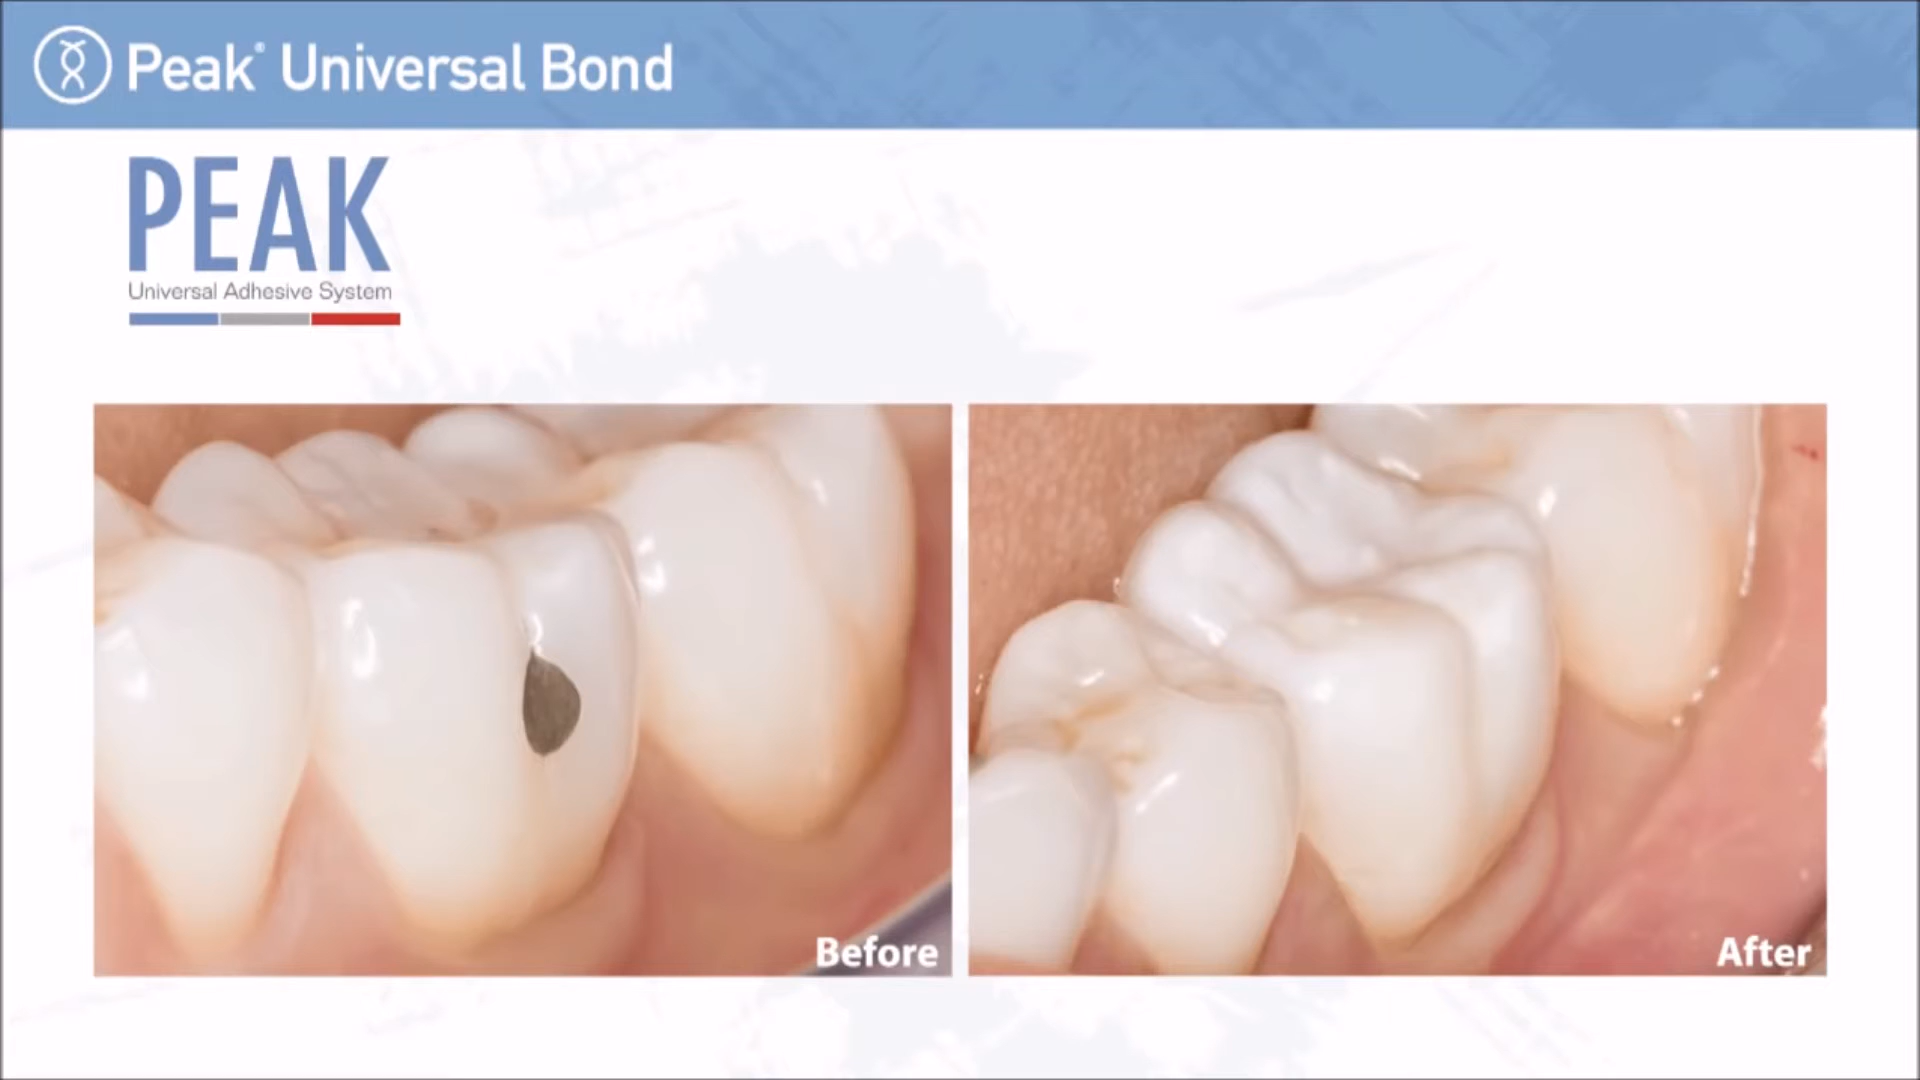 Peak® Universal Bond
PEAK
Universal Adhesive System
Before
After